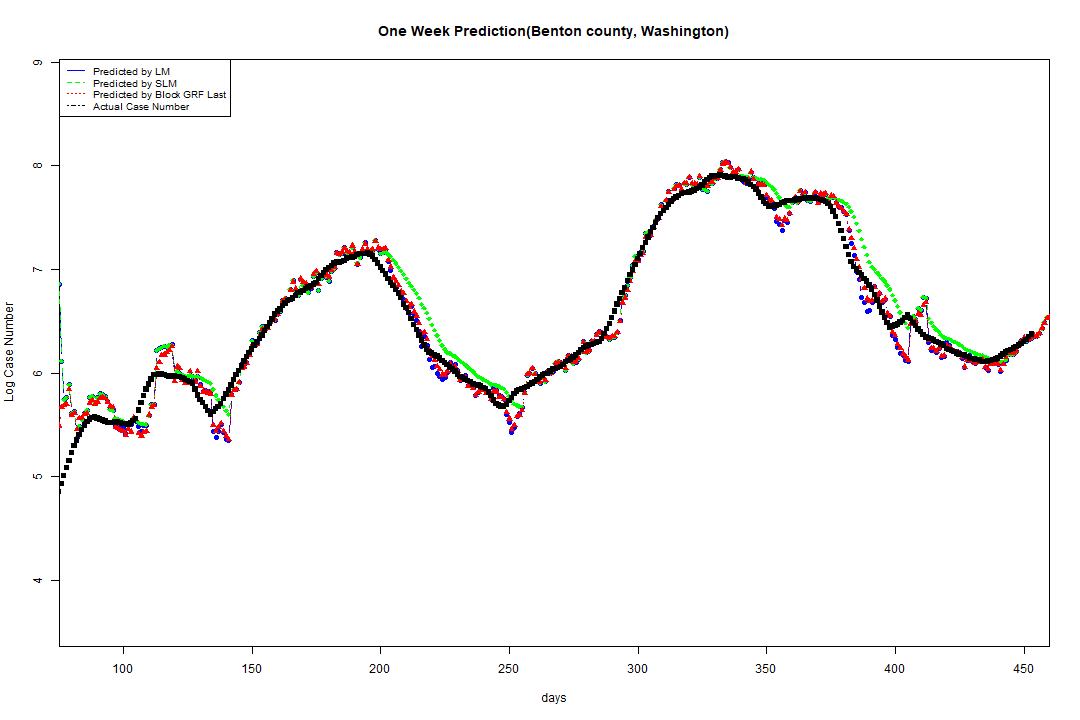 One Week Prediction(Benton county, Washington)
Predicted by LM
Predicted by SLM
Predicted by Block GRF Last
Actual Case Number
9
8
7
6
5
4
Log Case Number
100 150 200 250 300 350 400 450
days